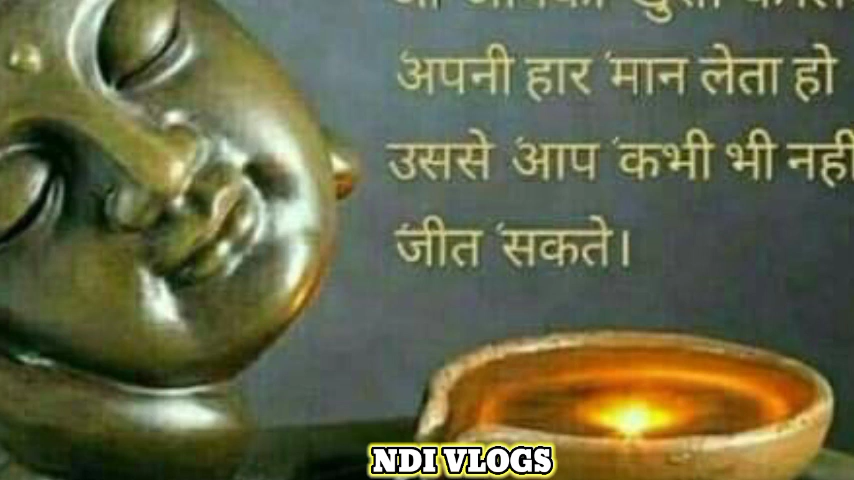 अपनी हार मान लेता हो
उससे आप कभी भी नही
जीत सकते।
NDI VLOGS